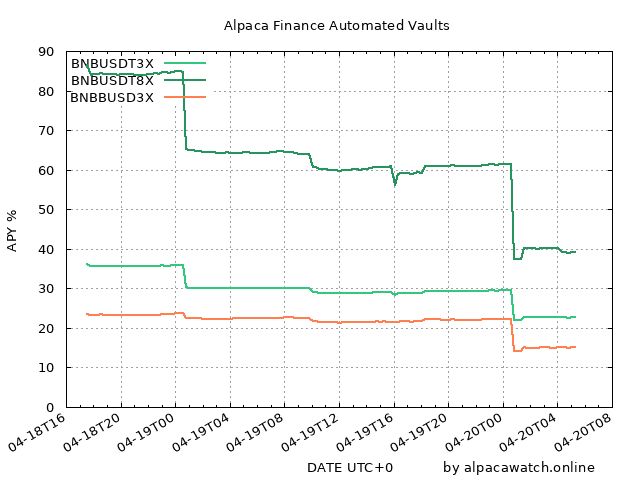 Alpaca Finance Automated Vaults
BNBUSDT3X
BNBUSDT8X
BNBBUSD3X
90
80
70
60
50
40
30
20
10
0
APY %
04-18T16
04-18T20
04-19T00
04-19T04
04-19T08
04-19T12
04-19T16
04-19T20
04-20T00
04-20T04
04-20T08
DATE UTC+0
by alpacawatch.online